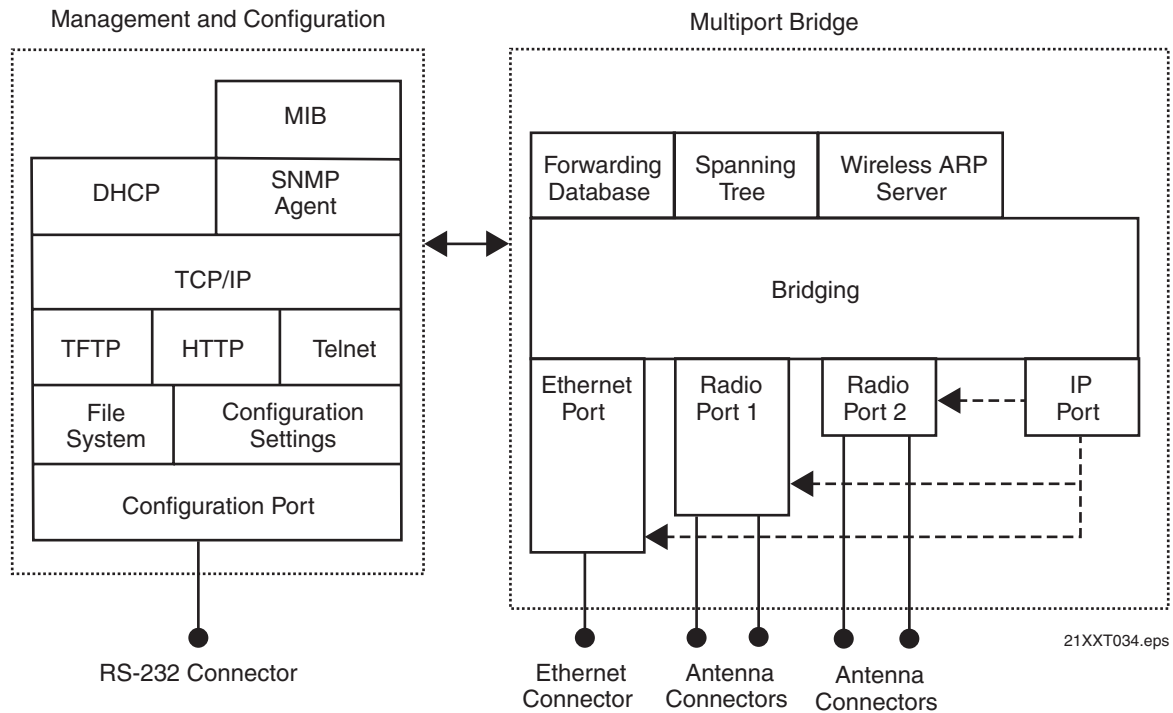 Management and Configuration
Multiport Bridge
MIB
DHCP
SNMP
Agent
TCP/IP
TFTP
HTTP
Telnet
File
System
Configuration
Settings
Configuration Port
RS-232 Connector
Forwarding
Database
Spanning
Tree
Wireless ARP
Server
Bridging
Ethernet
Port
Radio
Port 1
Radio
Port 2
IP
Port
Ethernet
Connector
Antenna
Connectors
Antenna
Connectors
21XXT034.eps